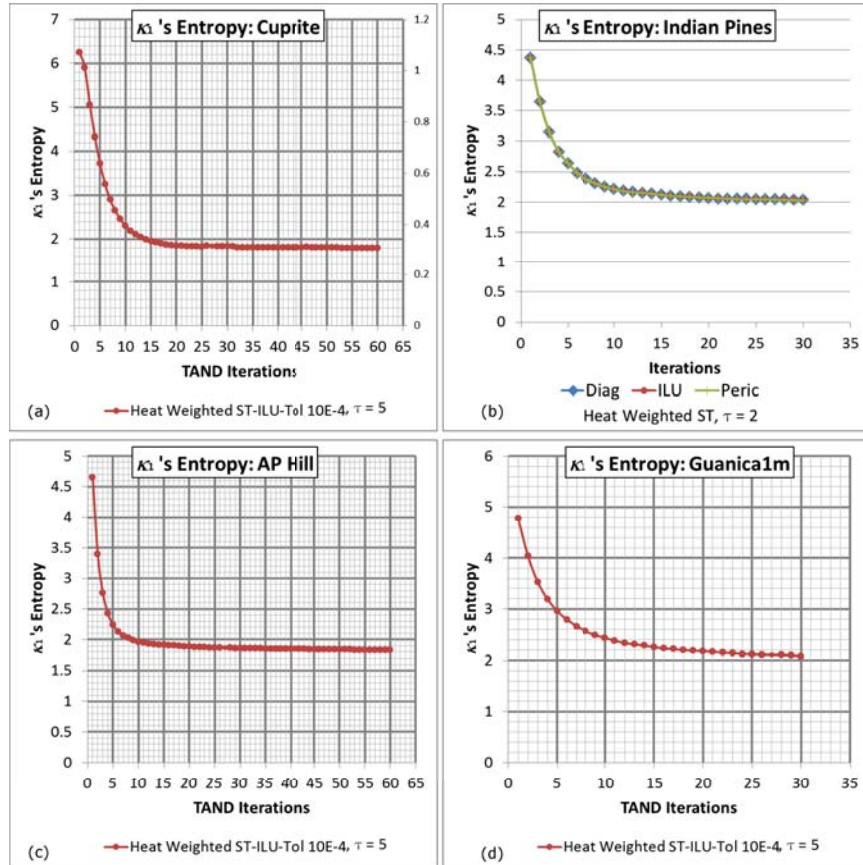 κ₁ 's Entropy: Cuprite
7
6
5
4
3
2
1
0
1.2
1
0.8
0.6
0.4
0.2
0
κ₁ 's Entropy
0 5 10 15 20 25 30 35 40 45 50 55 60 65
TAND Iterations
(a)
Heat Weighted ST-ILU-Tol 10E-4, τ = 5
κ₁ 's Entropy: Indian Pines
5
4.5
4
3.5
3
2.5
2
1.5
1
0.5
0
κ₁ 's Entropy
0 5 10 15 20 25 30 35
Iterations
Diag ILU Peric
(b)
Heat Weighted ST, τ = 2
κ₁ 's Entropy: AP Hill
5
4.5
4
3.5
3
2.5
2
1.5
1
0.5
0
κ₁ 's Entropy
0 5 10 15 20 25 30 35 40 45 50 55 60 65
TAND Iterations
(c)
Heat Weighted ST-ILU-Tol 10E-4, τ = 5
κ₁ 's Entropy: Guanica1m
6
5
4
3
2
1
0
κ₁ 's Entropy
0 5 10 15 20 25 30 35
TAND Iterations
(d)
Heat Weighted ST-ILU-Tol 10E-4, τ = 5